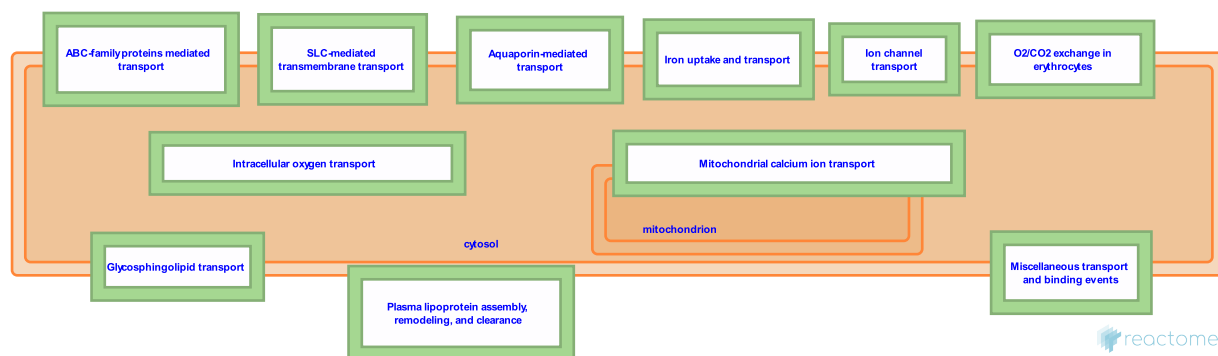 ABC-family proteins mediated
transport
SLC-mediated
transmembrane transport
Aquaporin-mediated
transport
Iron uptake and transport
Ion channel
transport
O2/CO2 exchange in
erythrocytes
Intracellular oxygen transport
Mitochondrial calcium ion transport
mitochondrion
cytosol
Glycosphingolipid transport
Miscellaneous transport
and binding events
Plasma lipoprotein assembly,
remodeling, and clearance
reactome